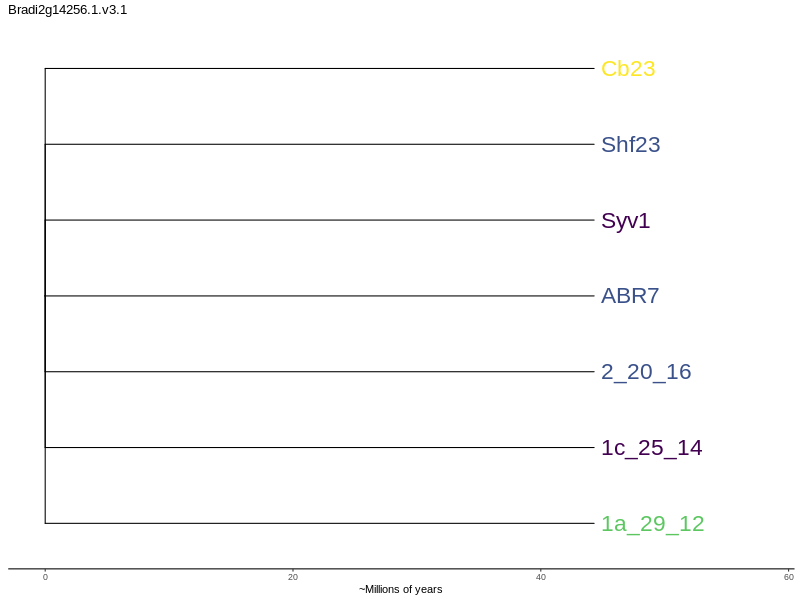 Bradi2g14256.1.v3.1
Cb23
Shf23
Syv1
ABR7
2_20_16
1c_25_14
1a_29_12
0 20 40 60
~Millions of years